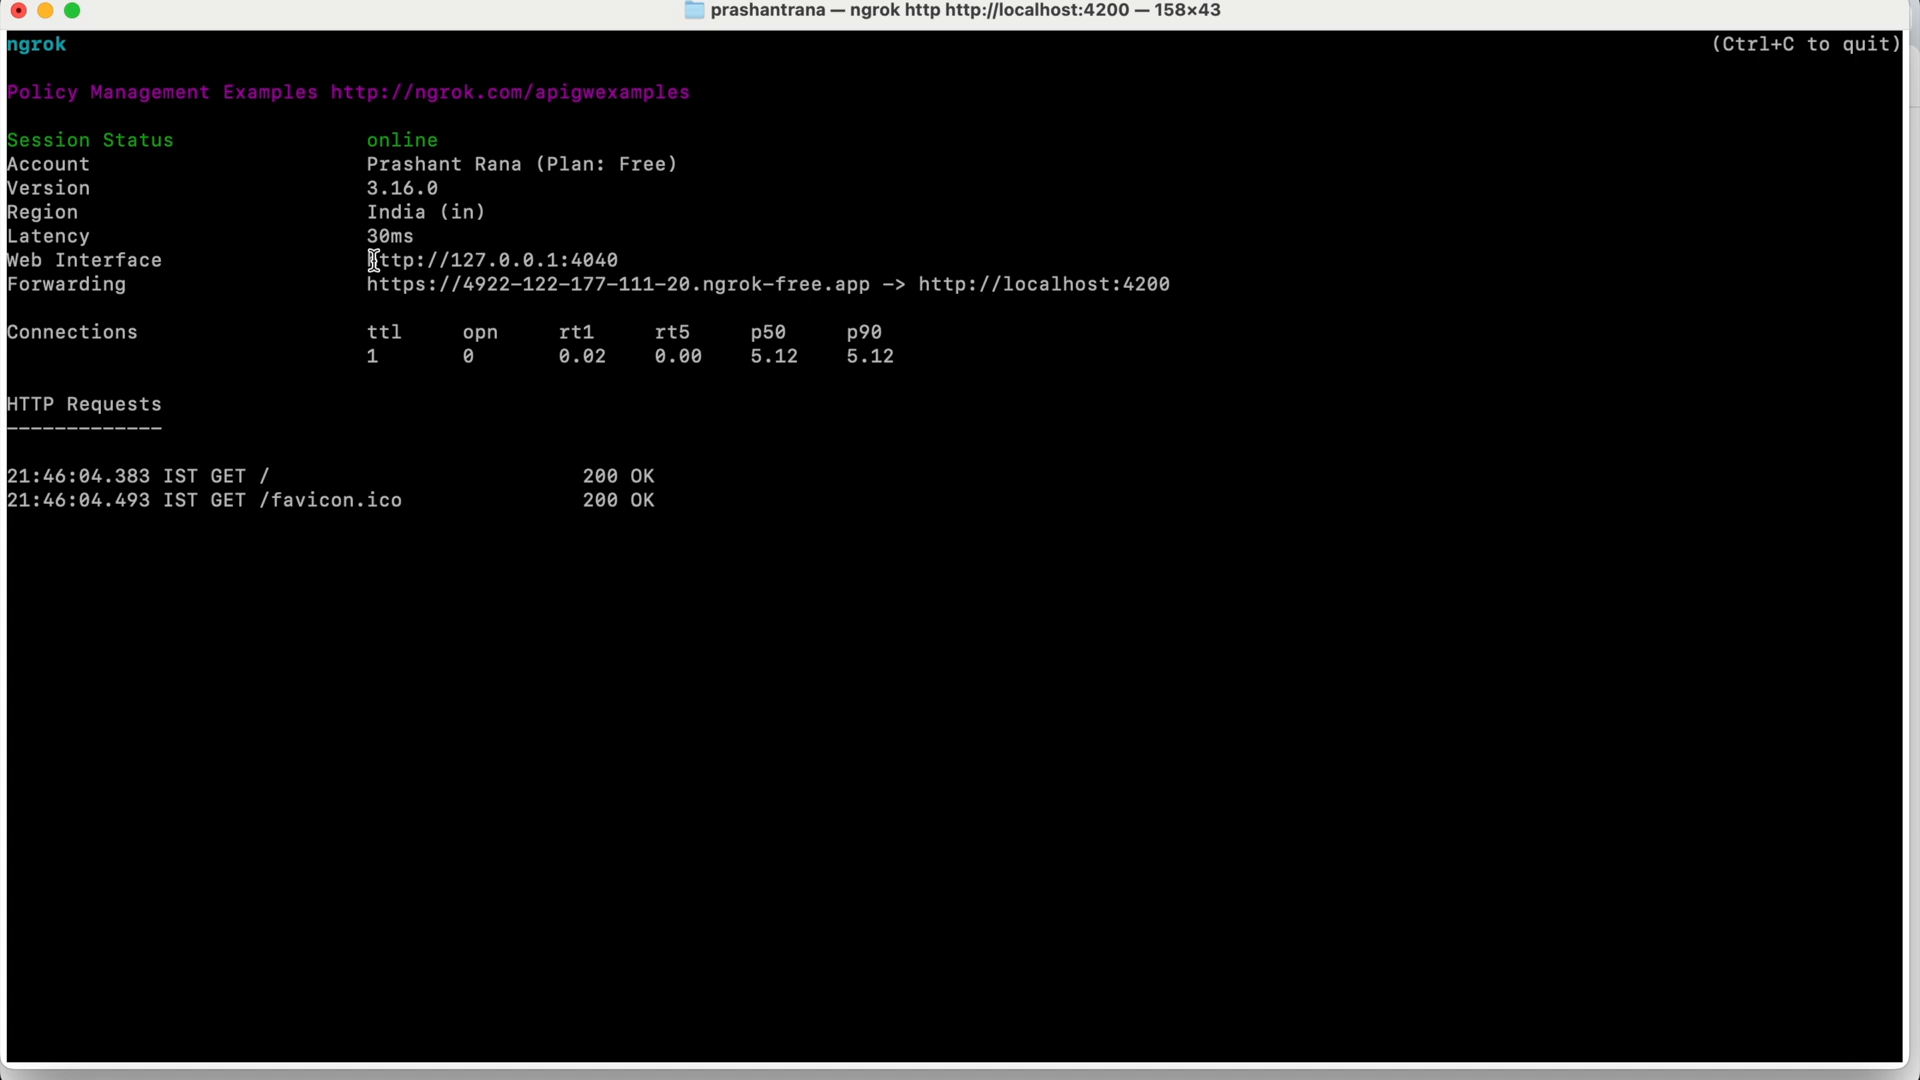 prashantrana — ngrok http http://localhost:4200 — 158×43
ngrok (Ctrl+C to quit)
Policy Management Examples http://ngrok.com/apigwexamples
Session Status online
Account Prashant Rana (Plan: Free)
Version 3.16.0
Region India (in)
Latency 30ms
Web Interface http://127.0.0.1:4040
Forwarding https://4922-122-177-111-20.ngrok-free.app -> http://localhost:4200
Connections ttl opn rt1 rt5 p50 p90
1 0 0.02 0.00 5.12 5.12
HTTP Requests
-------------
21:46:04.383 IST GET / 200 OK
21:46:04.493 IST GET /favicon.ico 200 OK